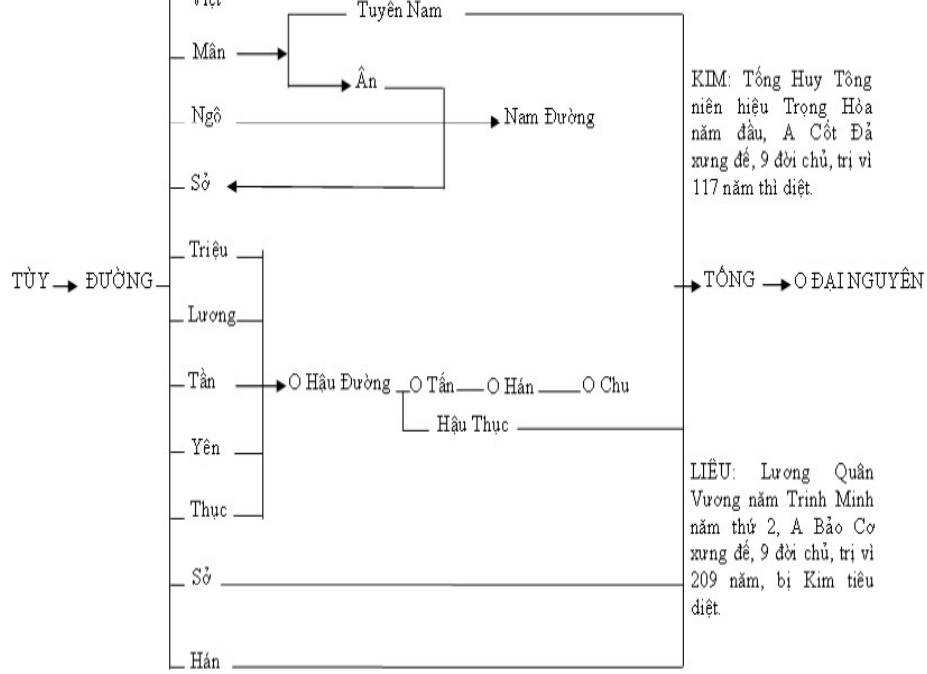 Việt
Tuyên Nam
Mân
Ân
Ngô
Nam Đường
Sở
KIM: Tống Huy Tông
niên hiệu Trọng Hòa
năm đầu, A Cốt Đả
xưng đế, 9 đời chủ, trị vì
117 năm thì diệt.
Triệu
TÙY ĐƯỜNG
TỐNG O ĐẠI NGUYÊN
Lương
Tần
O Hậu Đường O Tấn O Hán O Chu
Hậu Thục
Yên
Thục
LIÊU: Lương Quân
Vương năm Trinh Minh
năm thứ 2, A Bảo Cơ
xưng đế, 9 đời chủ, trị vì
209 năm, bị Kim tiêu
diệt.
Sở
Hán